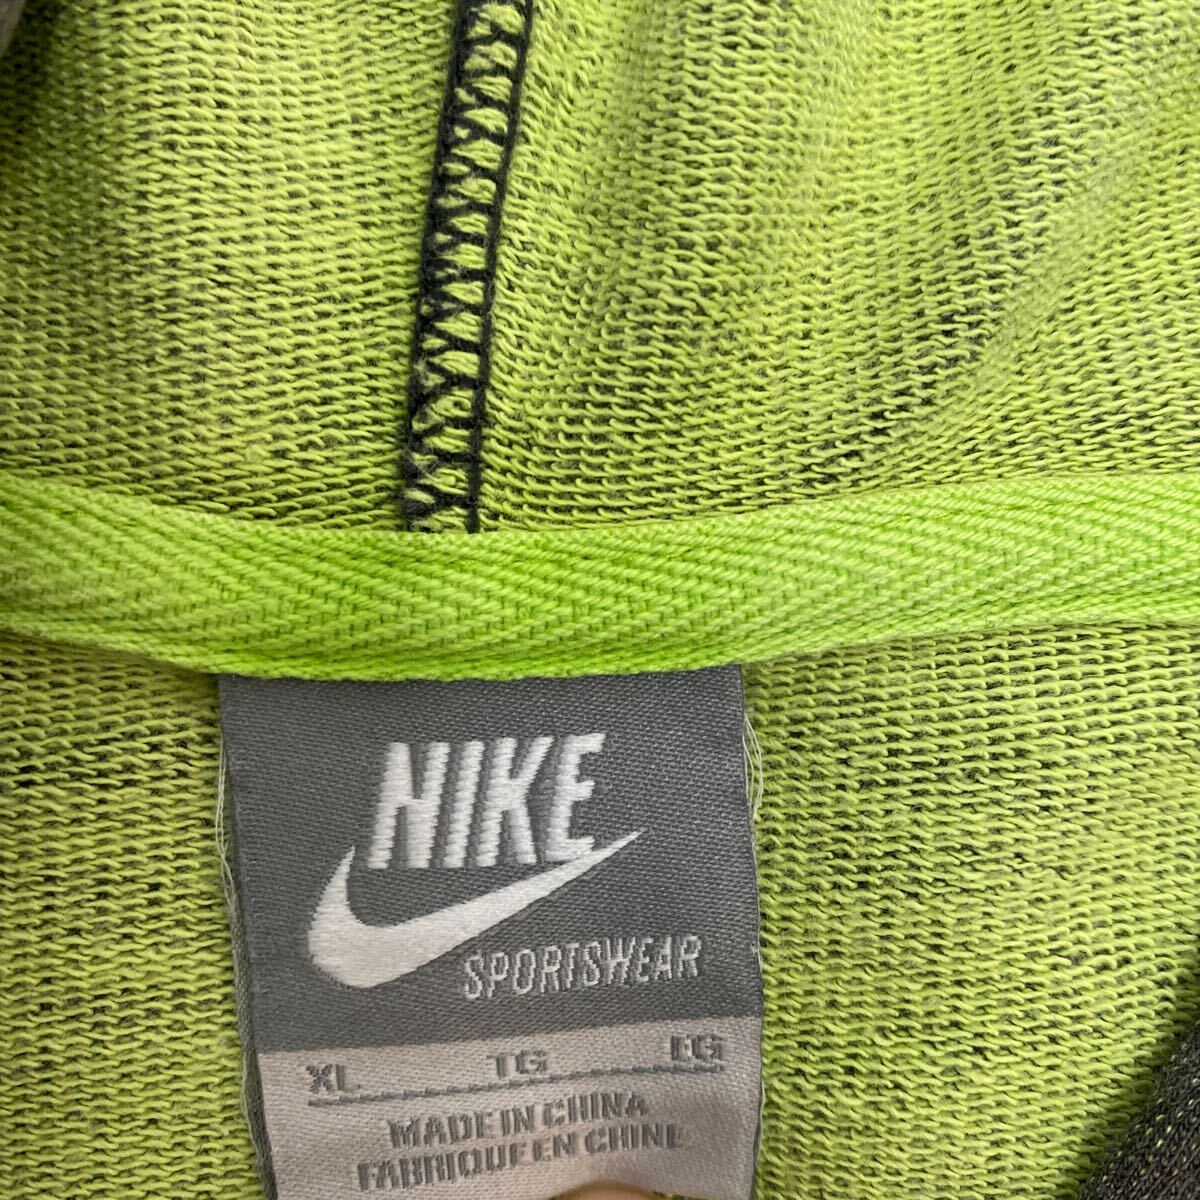 NIKE
SPORTSWEAR
XL TG EG
MADE IN CHINA
FABRIQUE EN CHINE